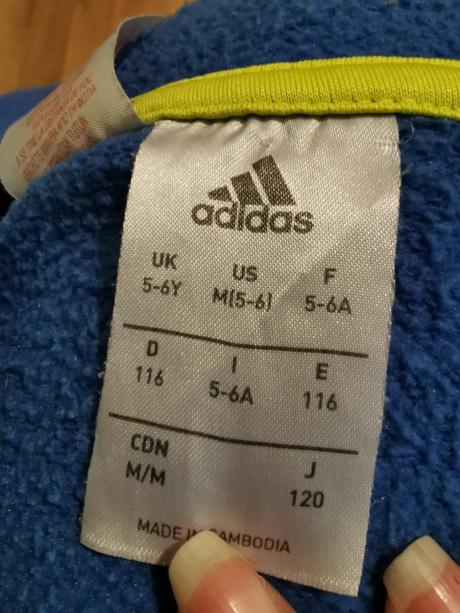 adidas
UK US F
5-6Y M(5-6) 5-6A
D I E
116 5-6A 116
CDN J
M/M 120
MADE IN CAMBODIA